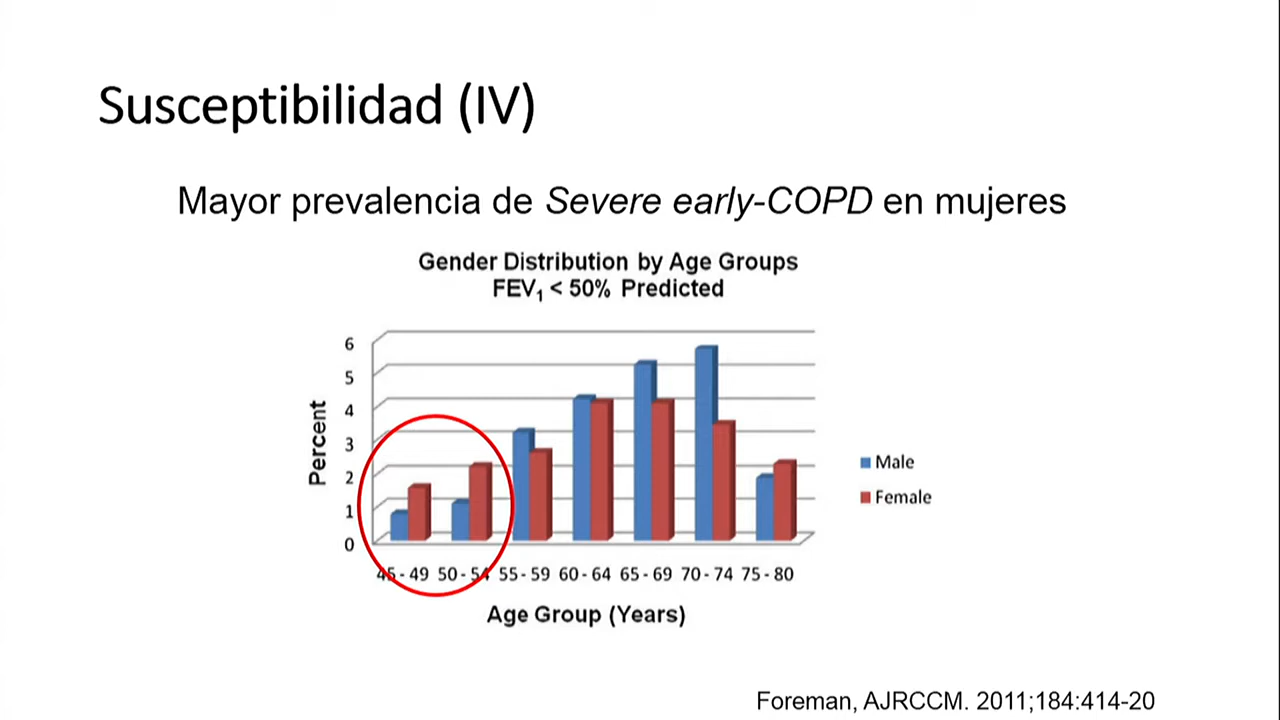 Susceptibilidad (IV)
Mayor prevalencia de Severe early-COPD en mujeres
Gender Distribution by Age Groups
FEV1 < 50% Predicted
6
5
4
3
2
1
0
Percent
Male
Female
45 - 49 50 - 54 55 - 59 60 - 64 65 - 69 70 - 74 75 - 80
Age Group (Years)
Foreman, AJRCCM. 2011;184:414-20